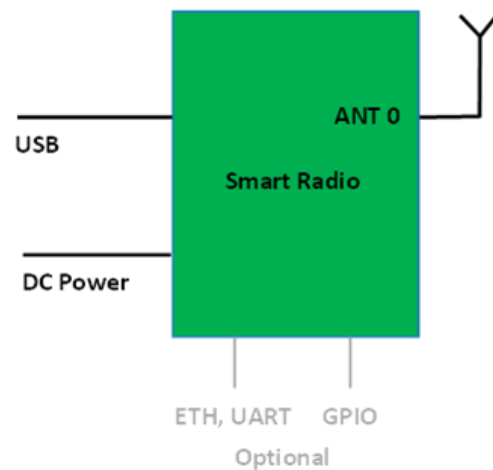 ANT 0
USB
Smart Radio
DC Power
ETH, UART GPIO
Optional